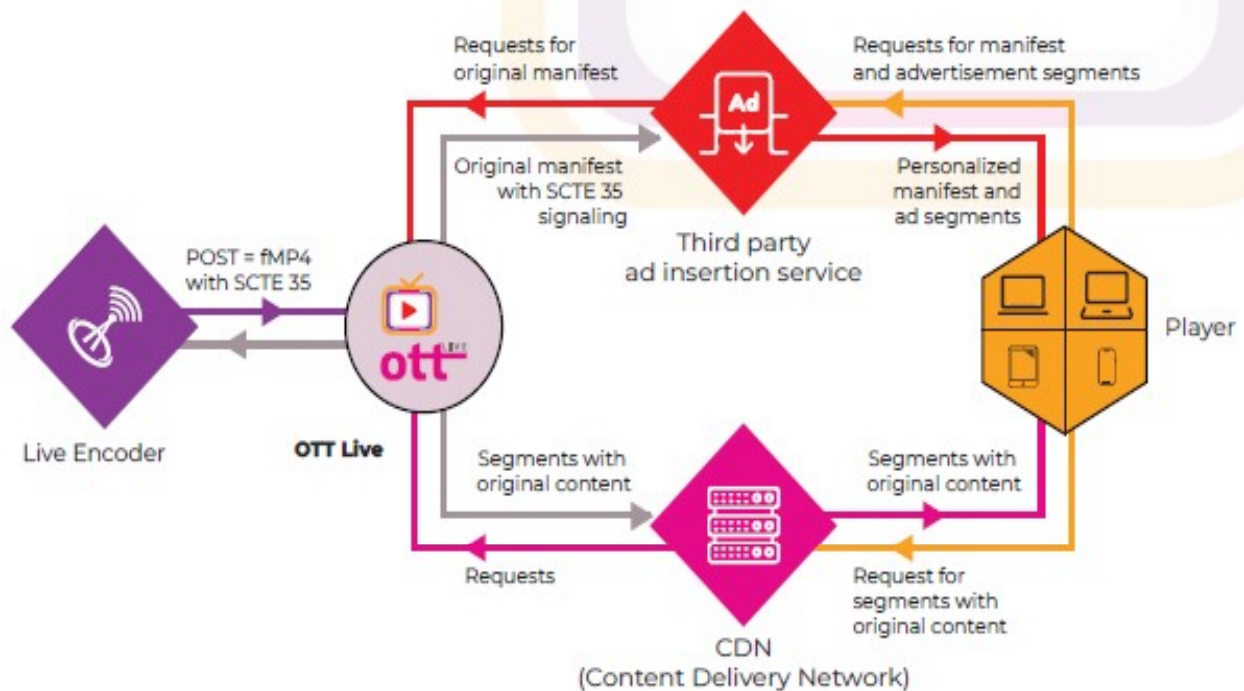 Requests for
original manifest
Requests for manifest
and advertisement segments
Ad
Original manifest
with SCTE 35
signaling
Personalized
manifest and
ad segments
Third party
ad insertion service
POST = fMP4
with SCTE 35
LIVE
ott
Player
Live Encoder
OTT Live
Segments with
original content
Segments with
original content
Requests
Request for
segments with
original content
CDN
(Content Delivery Network)